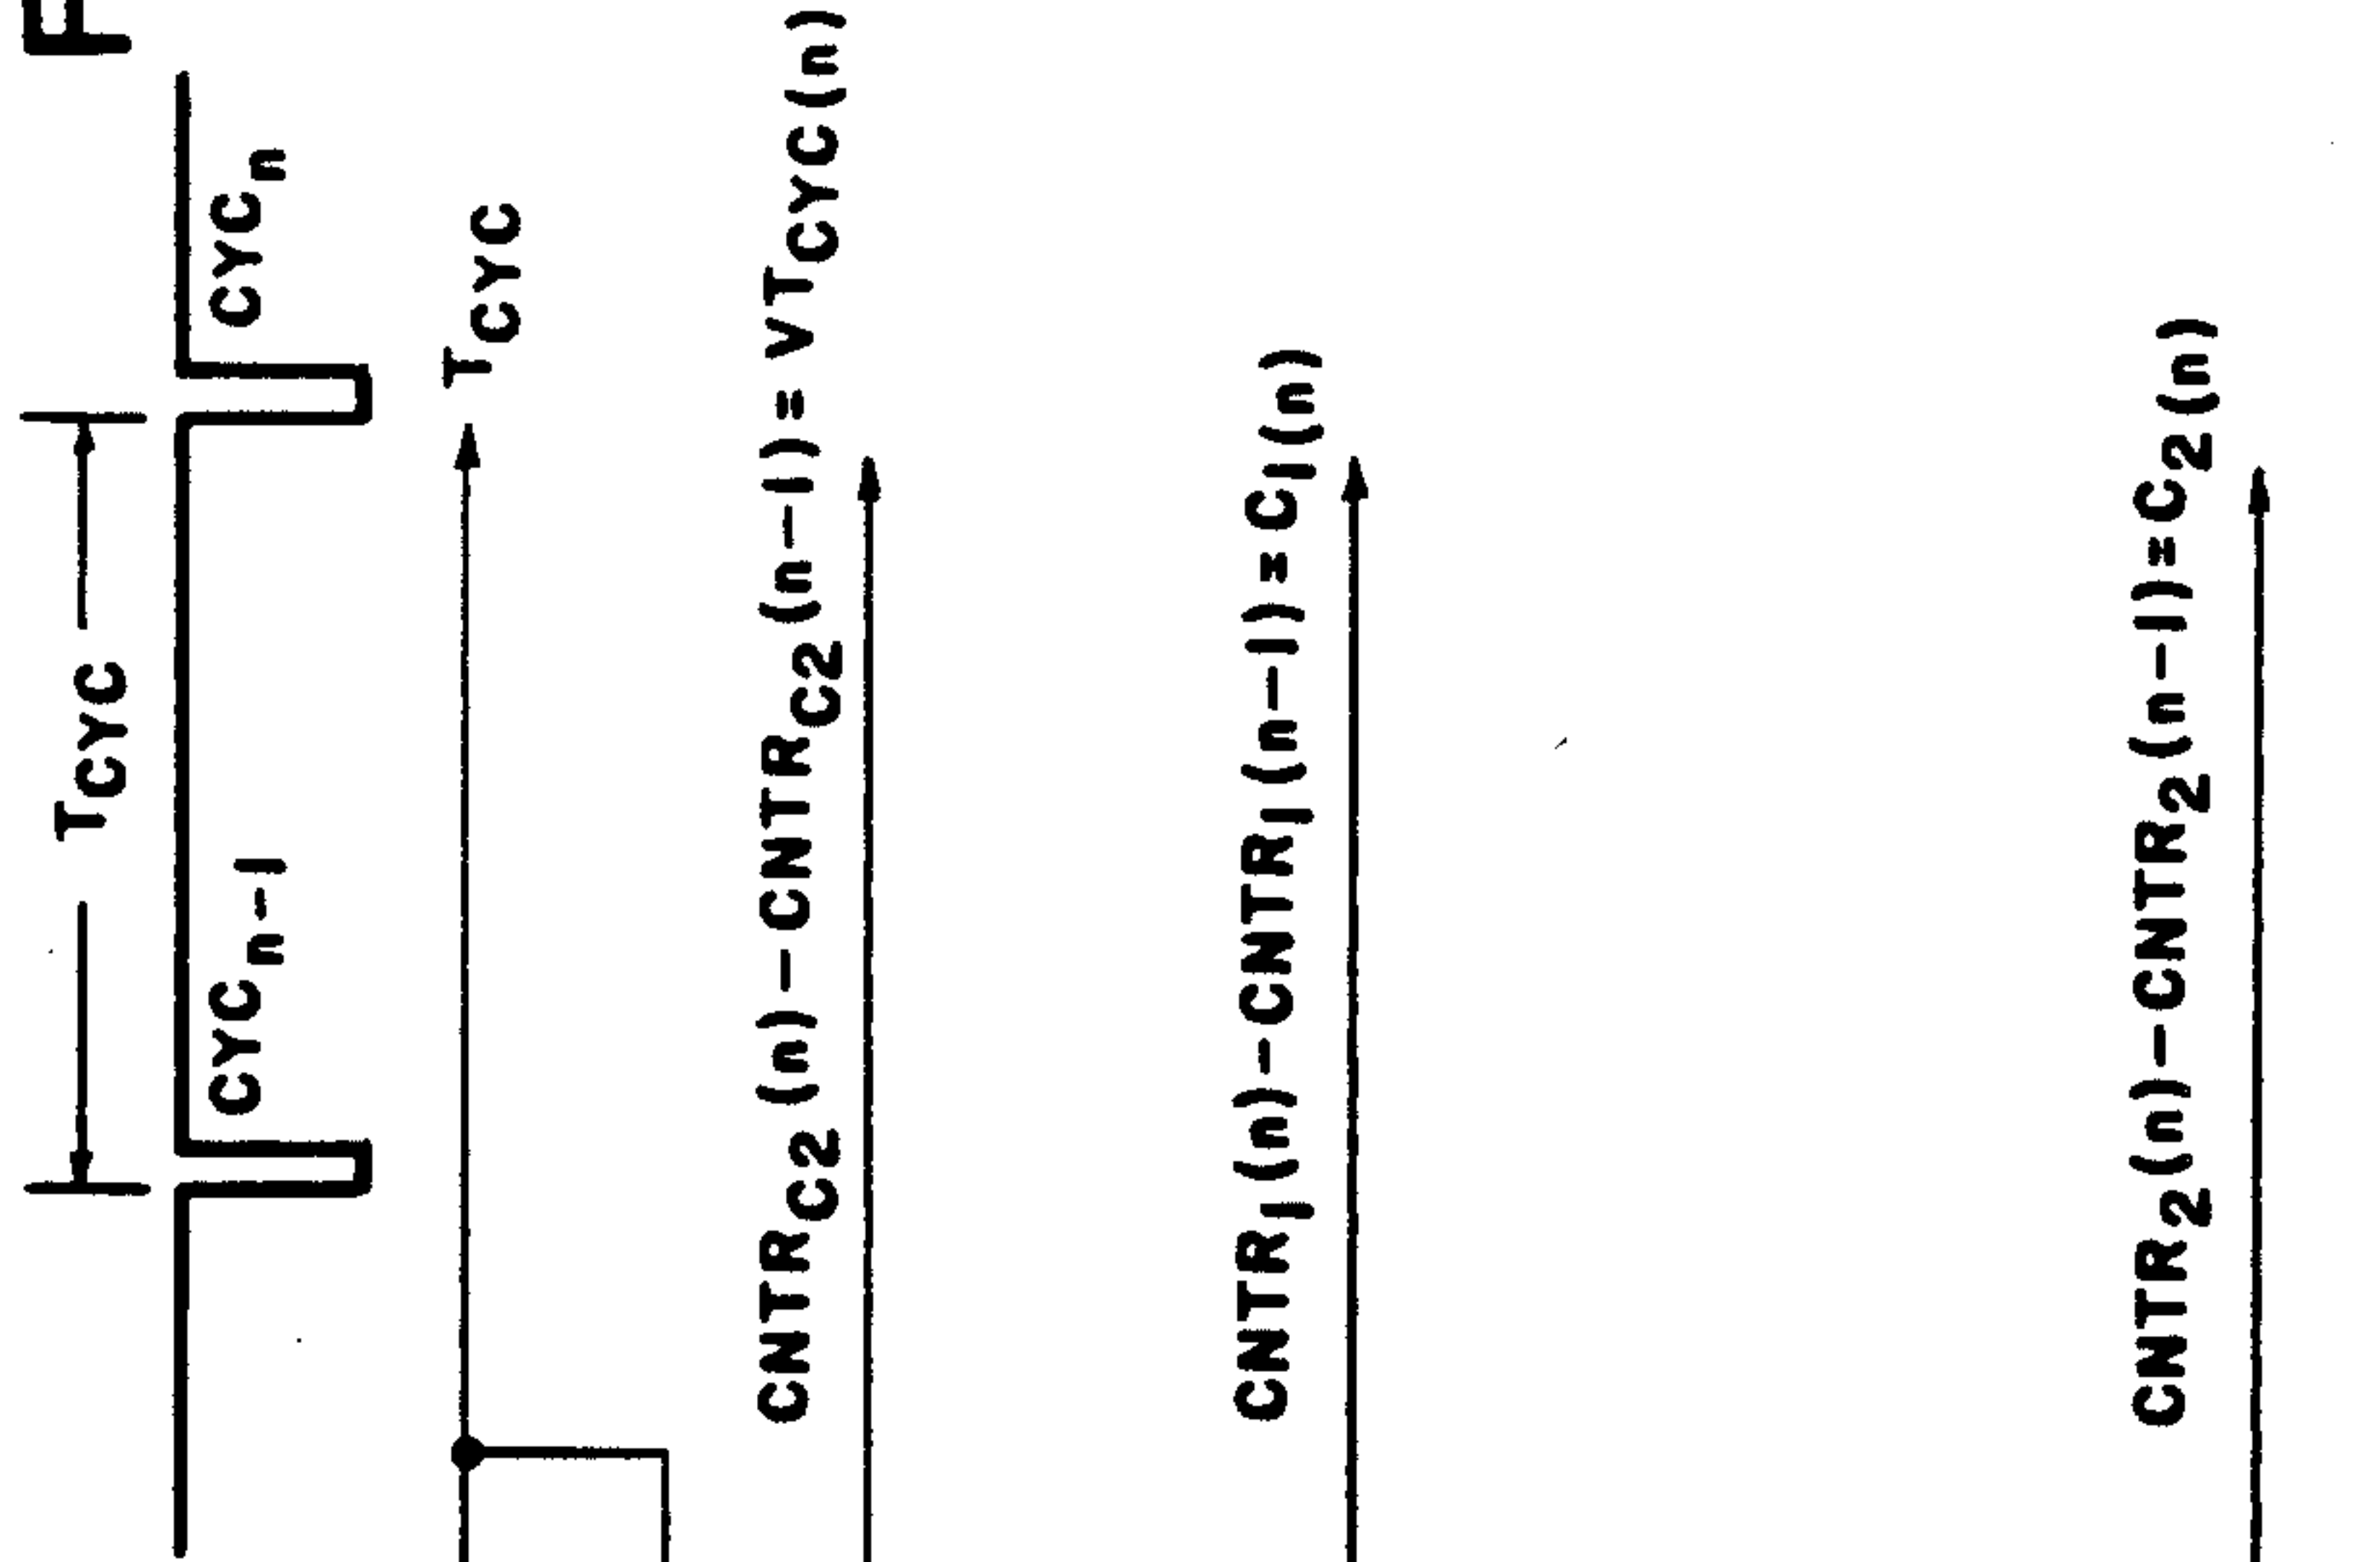 T_CYC
CYC_n-1 CYC_n
T_CYC
CNTR_C2(n)-CNTR_C2(n-1)=VT_CYC(n)
CNTR_1(n)-CNTR_1(n-1)=C_1(n)
CNTR_2(n)-CNTR_2(n-1)=C_2(n)